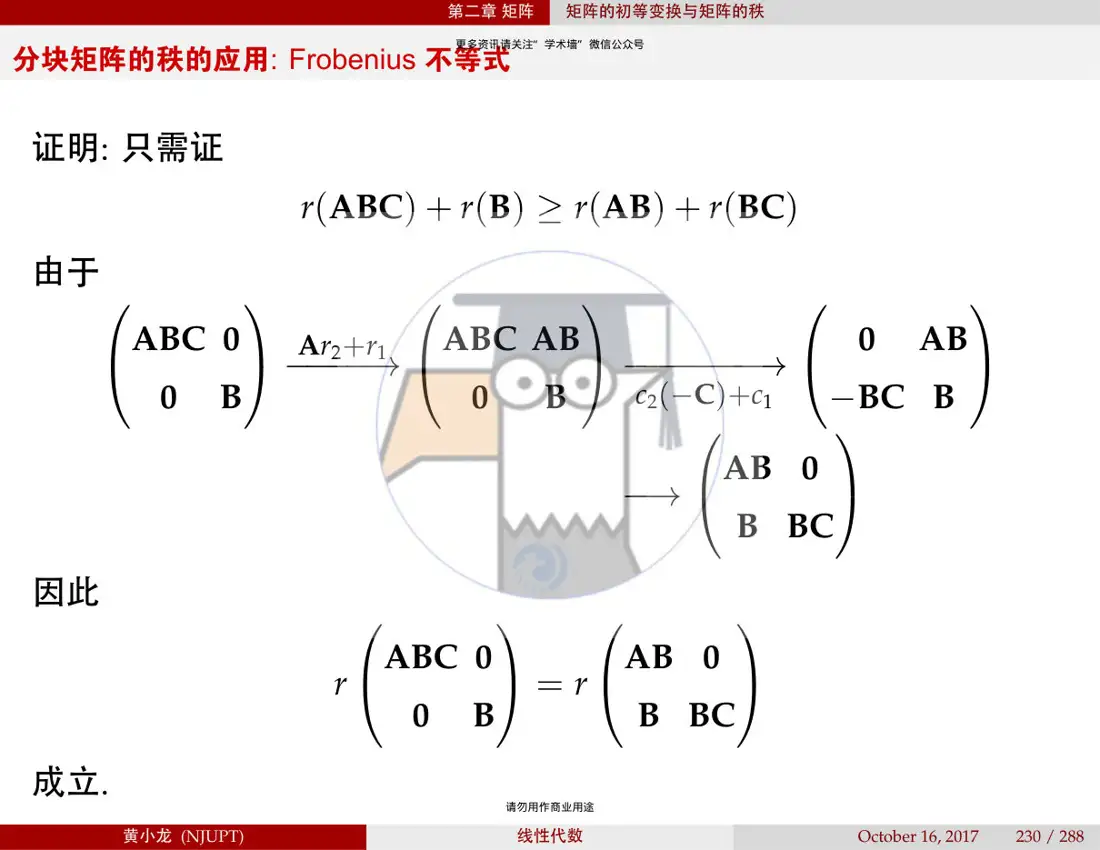 第二章 矩阵 矩阵的初等变换与矩阵的秩
更多资讯请关注“学术墙”微信公众号
分块矩阵的秩的应用: Frobenius 不等式
证明: 只需证
r(ABC) + r(B) ≥ r(AB) + r(BC)
由于
(ABC 0; 0 B) \xrightarrow{Ar₂+r₁} (ABC AB; 0 B) \xrightarrow{c₂(−C)+c₁} (0 AB; −BC B)
⟶ (AB 0; B BC)
因此
r (ABC 0; 0 B) = r (AB 0; B BC)
成立.
请勿用作商业用途
黄小龙 (NJUPT) 线性代数 October 16, 2017 230 / 288